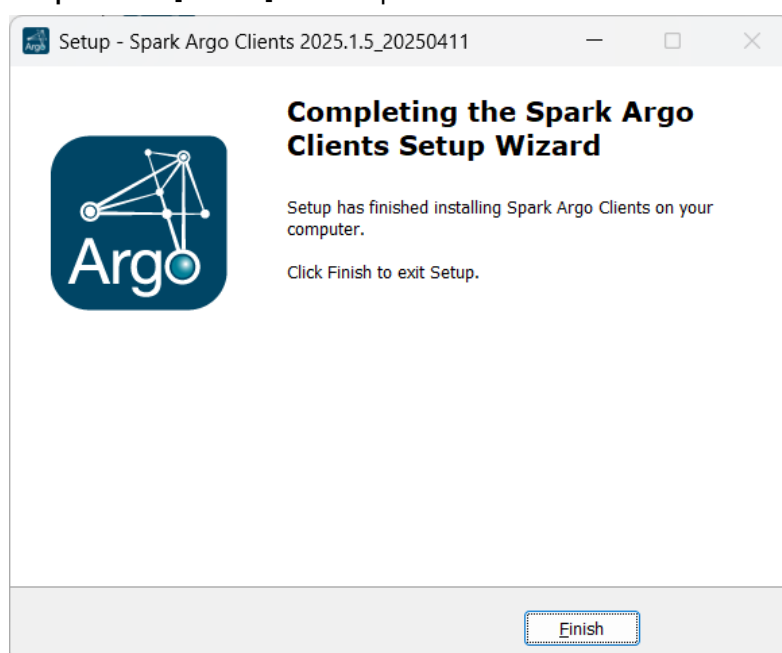 Setup - Spark Argo Clients 2025.1.5_20250411
Completing the Spark Argo
Clients Setup Wizard
Argo
Setup has finished installing Spark Argo Clients on your
computer.
Click Finish to exit Setup.
Finish